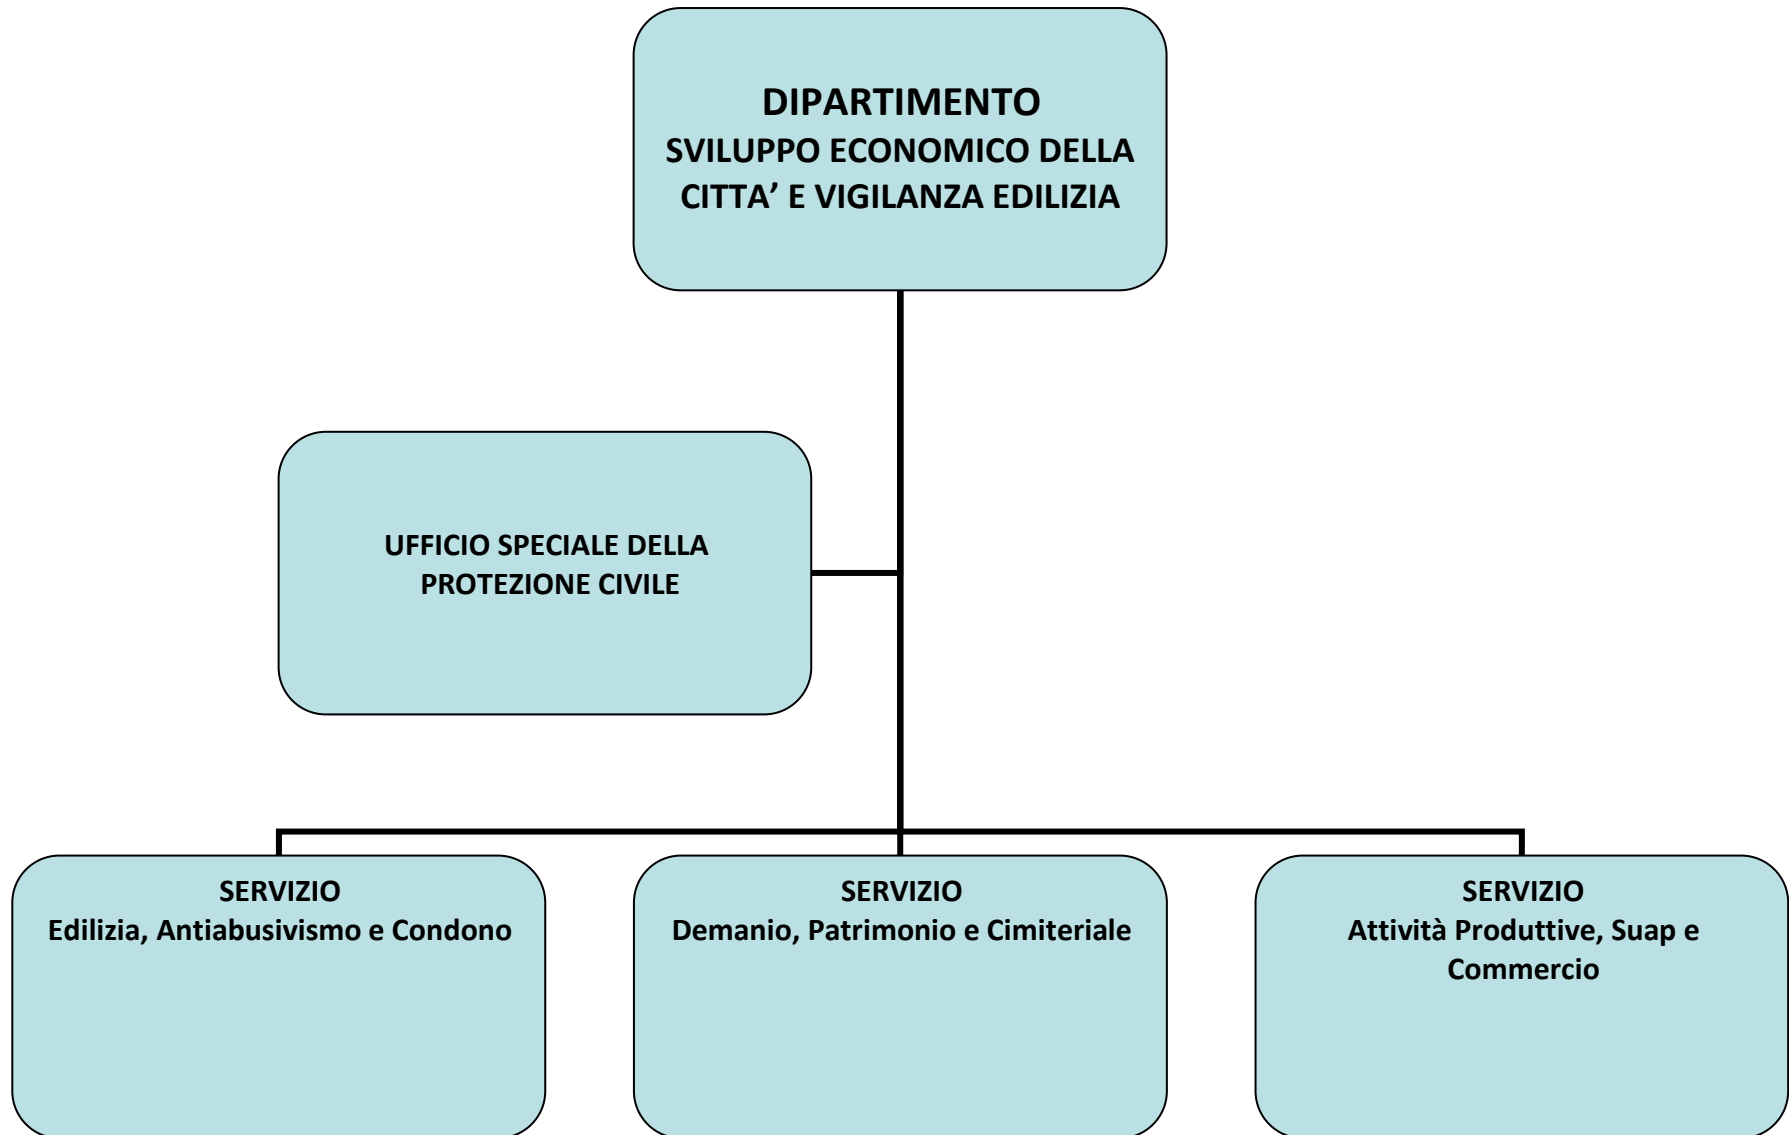 DIPARTIMENTO
SVILUPPO ECONOMICO DELLA
CITTA’ E VIGILANZA EDILIZIA
UFFICIO SPECIALE DELLA
PROTEZIONE CIVILE
SERVIZIO
Edilizia, Antiabusivismo e Condono
SERVIZIO
Demanio, Patrimonio e Cimiteriale
SERVIZIO
Attività Produttive, Suap e
Commercio